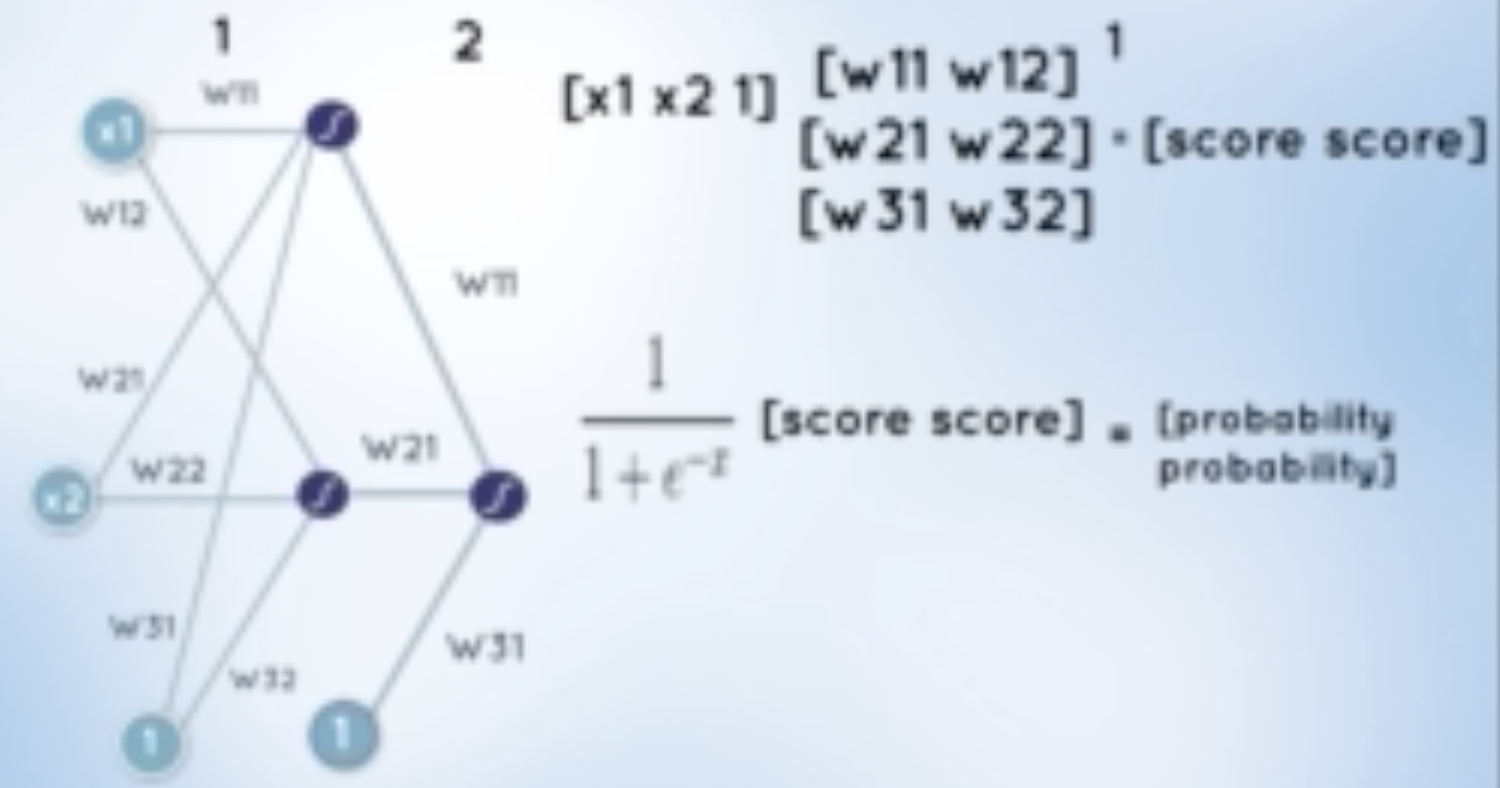 1
2
W11
x1
W12
W11
W21
W22
W21
x2
W31
W32
W31
1
1
[x1 x2 1]
[w11 w12] 1
[w21 w22] = [score score]
[w31 w32]
1
1+e^-z
[score score] = [probability
probability]